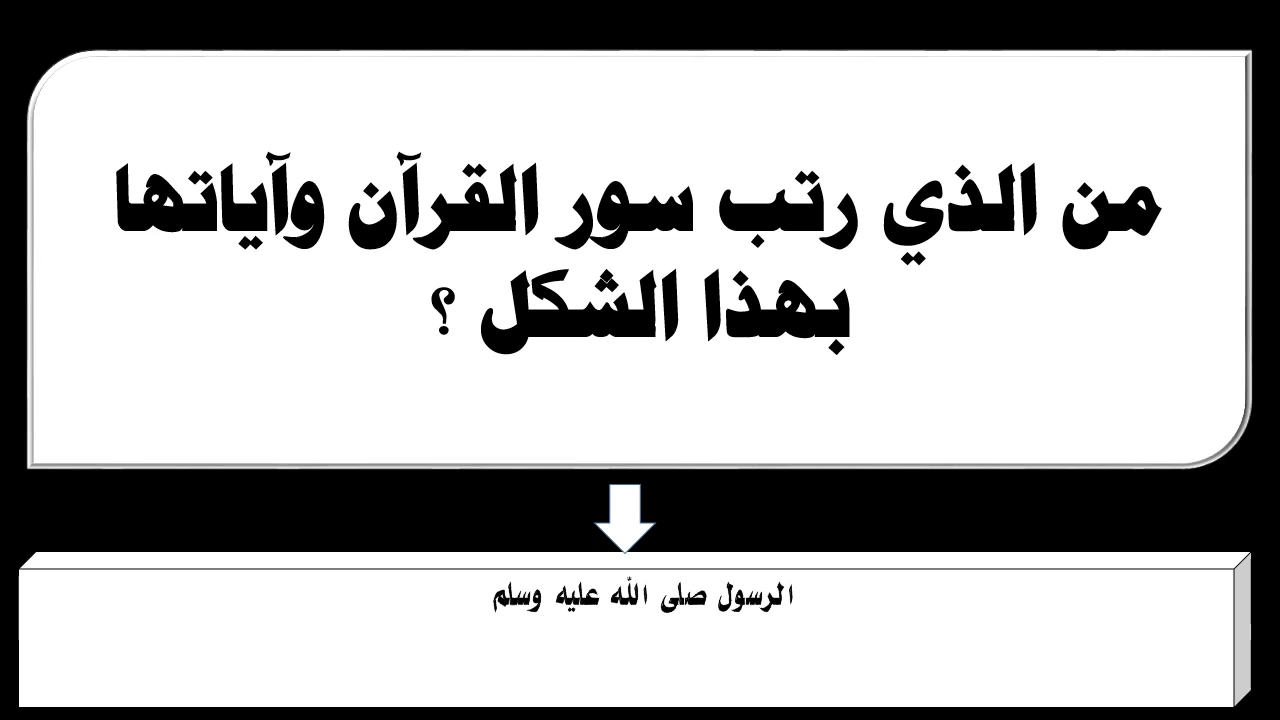 من الذي رتب سور القرآن وآياتها
بهذا الشكل ؟
الرسول صلى الله عليه وسلم